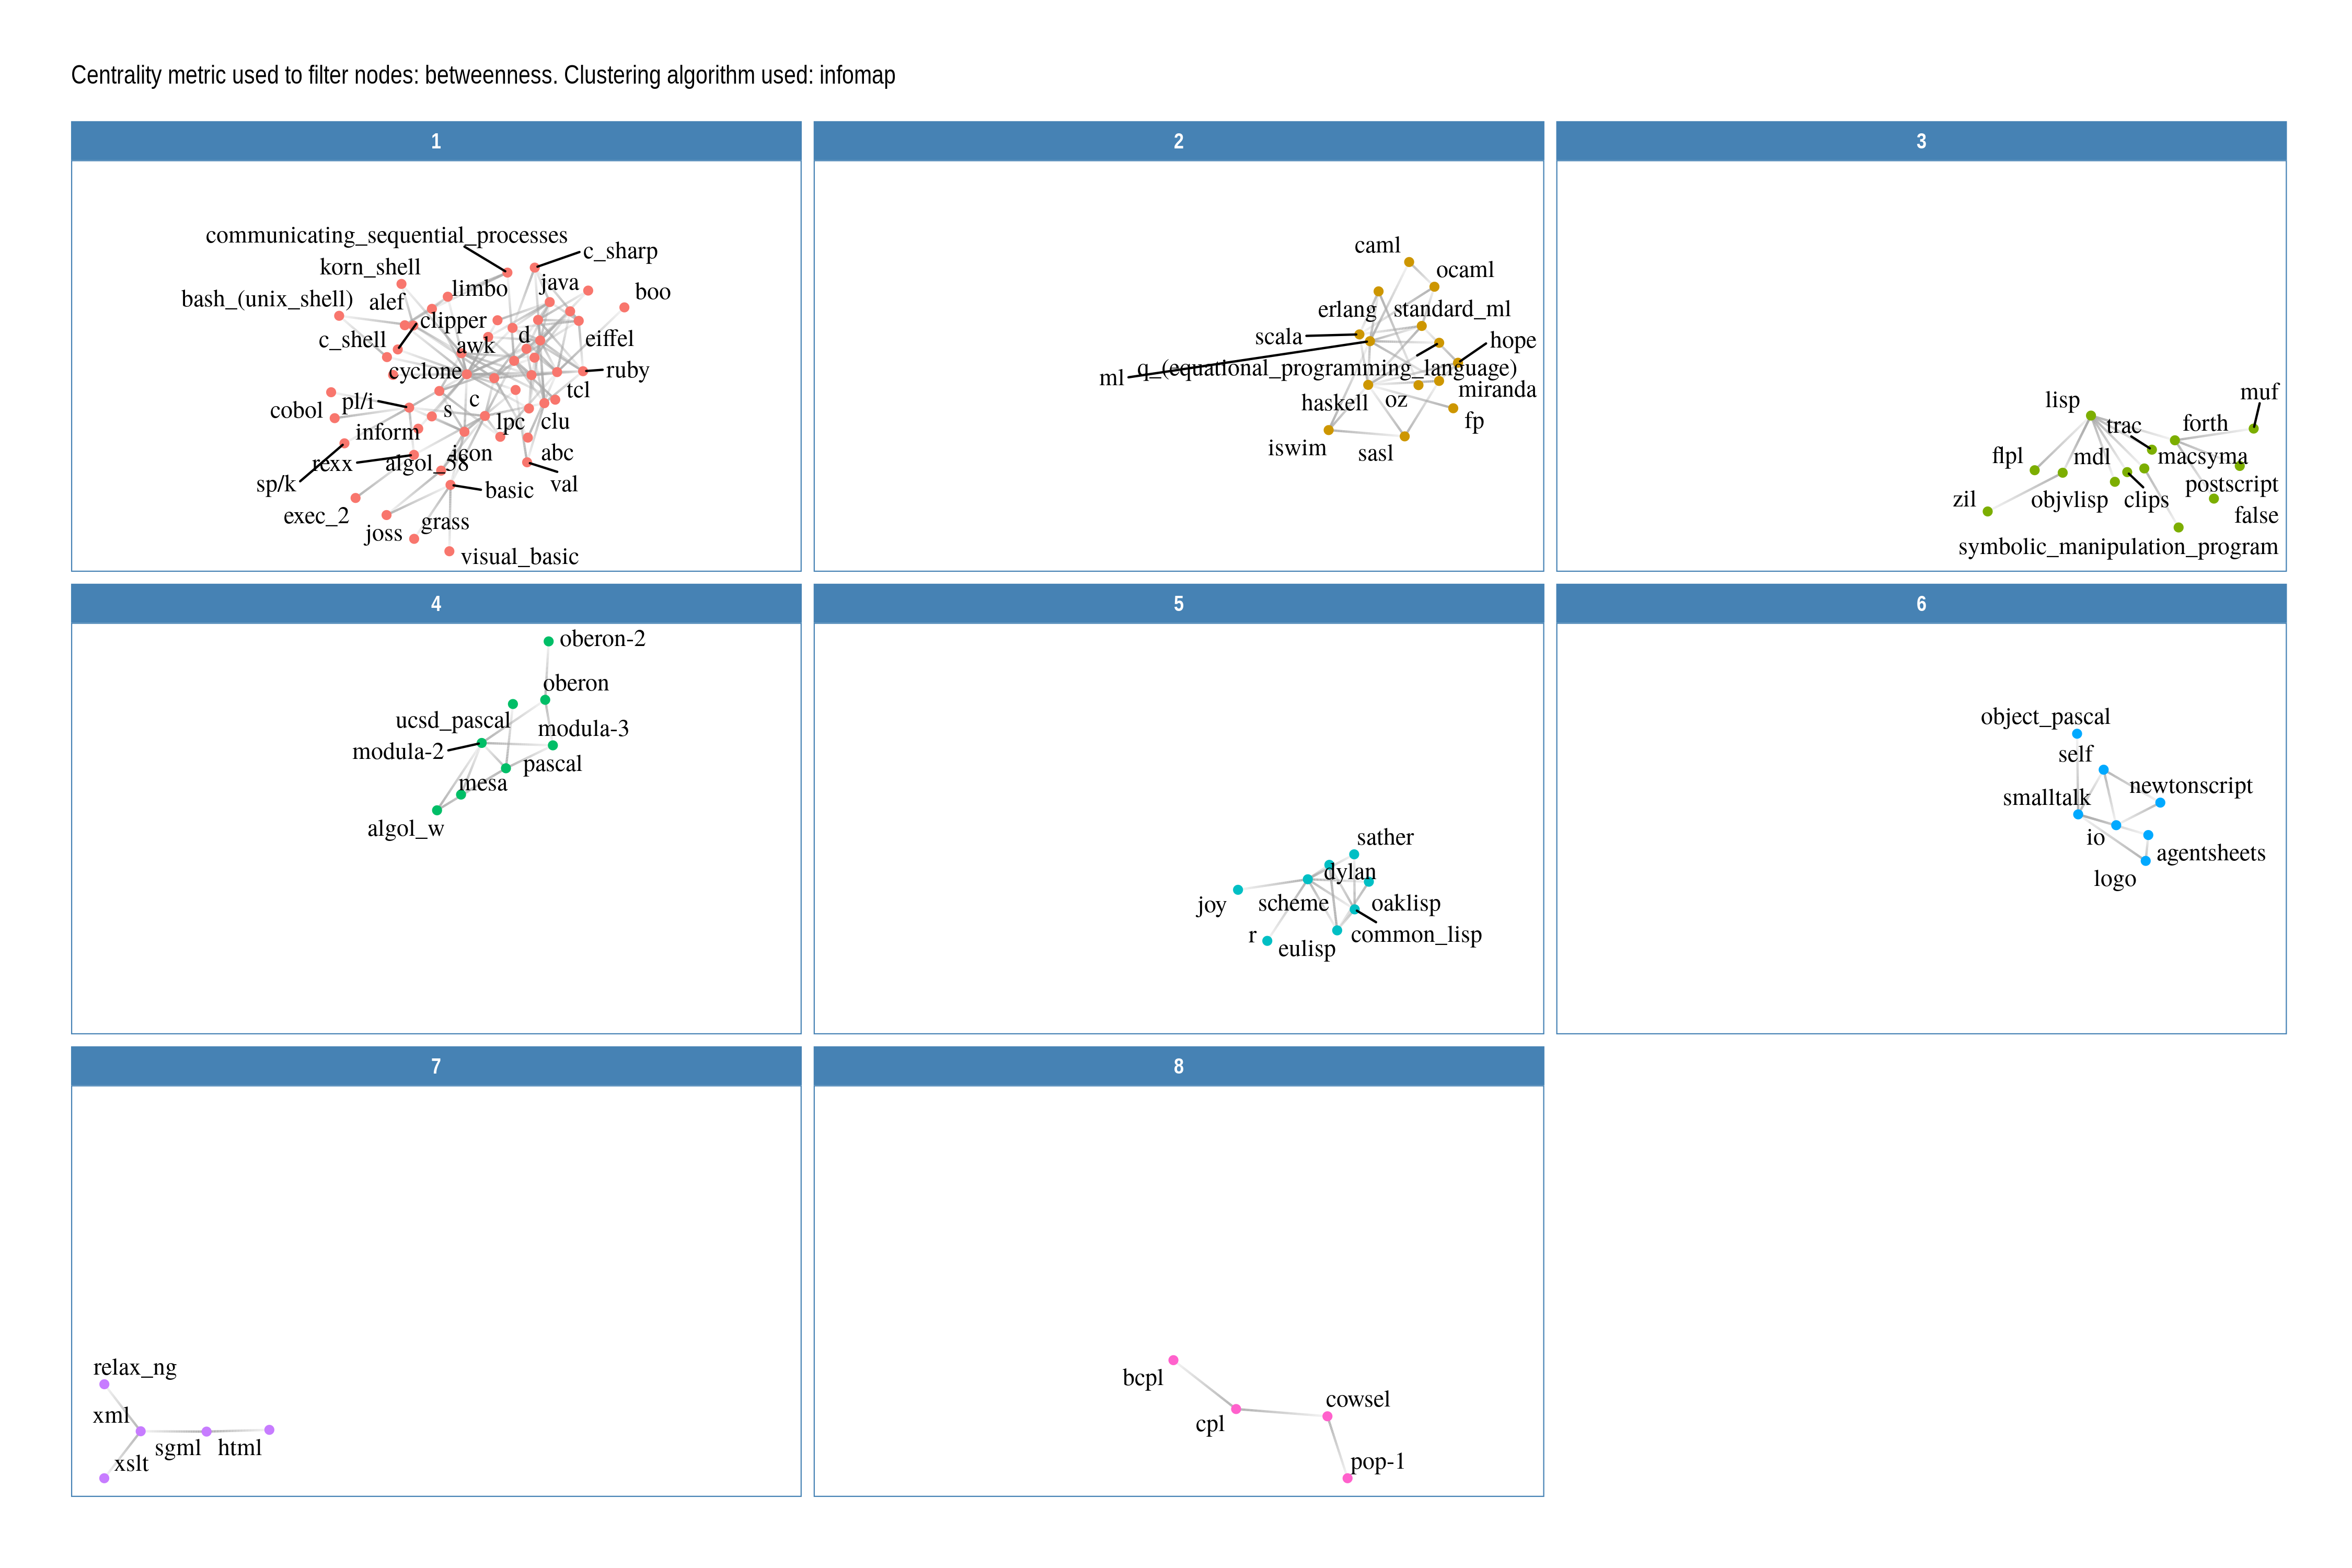 Centrality metric used to filter nodes: betweenness. Clustering algorithm used: infomap
1
communicating_sequential_processes
c_sharp
korn_shell
java
limbo
boo
bash_(unix_shell)
alef
clipper
c_shell
awk
d
eiffel
cyclone
ruby
tcl
cobol
pl/i
s
c
inform
lpc
clu
rexx
algol_58
icon
abc
sp/k
basic
val
exec_2
joss
grass
visual_basic
2
caml
ocaml
erlang
standard_ml
scala
hope
q_(equational_programming_language)
ml
miranda
haskell
oz
fp
iswim
sasl
3
lisp
muf
trac
forth
flpl
mdl
macsyma
zil
objvlisp
clips
postscript
false
symbolic_manipulation_program
4
oberon-2
oberon
ucsd_pascal
modula-3
modula-2
pascal
mesa
algol_w
5
sather
dylan
joy
scheme
oaklisp
r
eulisp
common_lisp
6
object_pascal
self
newtonscript
smalltalk
io
agentsheets
logo
7
relax_ng
xml
sgml
html
xslt
8
bcpl
cowsel
cpl
pop-1